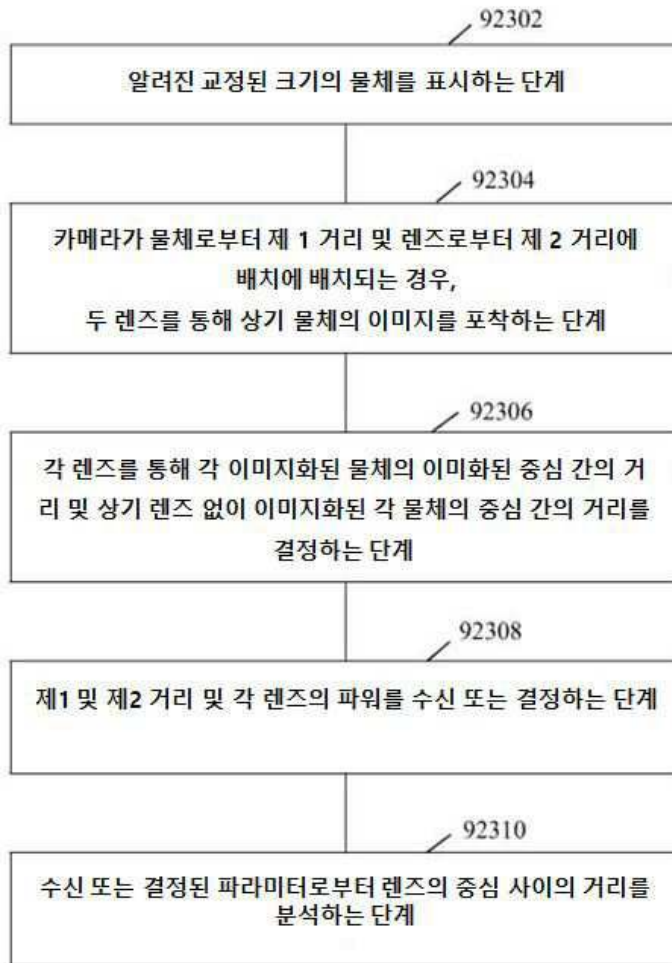 92302
알려진 교정된 크기의 물체를 표시하는 단계
92304
카메라가 물체로부터 제 1 거리 및 렌즈로부터 제 2 거리에
배치에 배치되는 경우,
두 렌즈를 통해 상기 물체의 이미지를 포착하는 단계
92306
각 렌즈를 통해 각 이미지화된 물체의 이미화된 중심 간의 거
리 및 상기 렌즈 없이 이미지화된 각 물체의 중심 간의 거리를
결정하는 단계
92308
제1 및 제2 거리 및 각 렌즈의 파워를 수신 또는 결정하는 단계
92310
수신 또는 결정된 파라미터로부터 렌즈의 중심 사이의 거리를
분석하는 단계